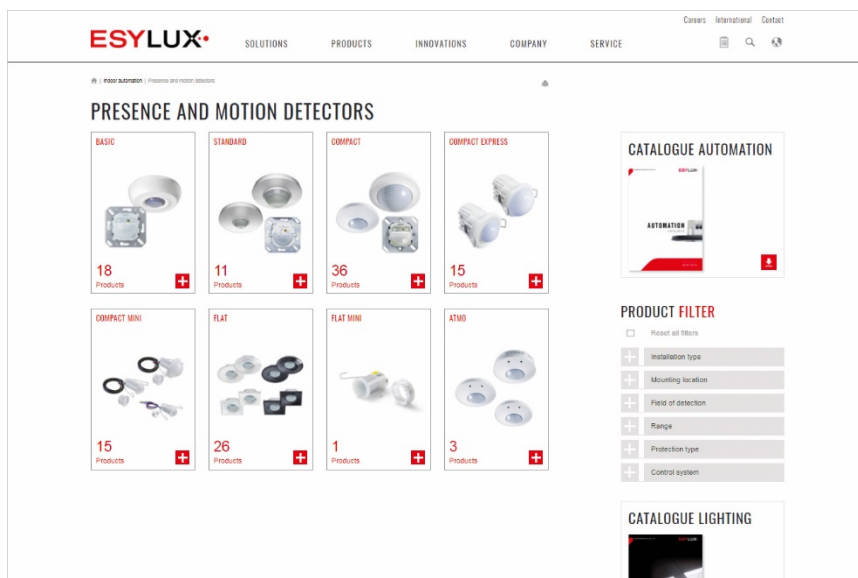 Careers International Contact
ESYLUX
SOLUTIONS PRODUCTS INNOVATIONS COMPANY SERVICE
| Indoor automation | Presence and motion detectors
PRESENCE AND MOTION DETECTORS
BASIC
18
Products
STANDARD
11
Products
COMPACT
36
Products
COMPACT EXPRESS
15
Products
COMPACT MINI
15
Products
FLAT
26
Products
FLAT MINI
1
Products
ATMO
3
Products
CATALOGUE AUTOMATION
ESYLUX
AUTOMATION
PRODUCT FILTER
Reset all filters
Installation type
Mounting location
Field of detection
Range
Protection type
Control system
CATALOGUE LIGHTING
ESYLUX